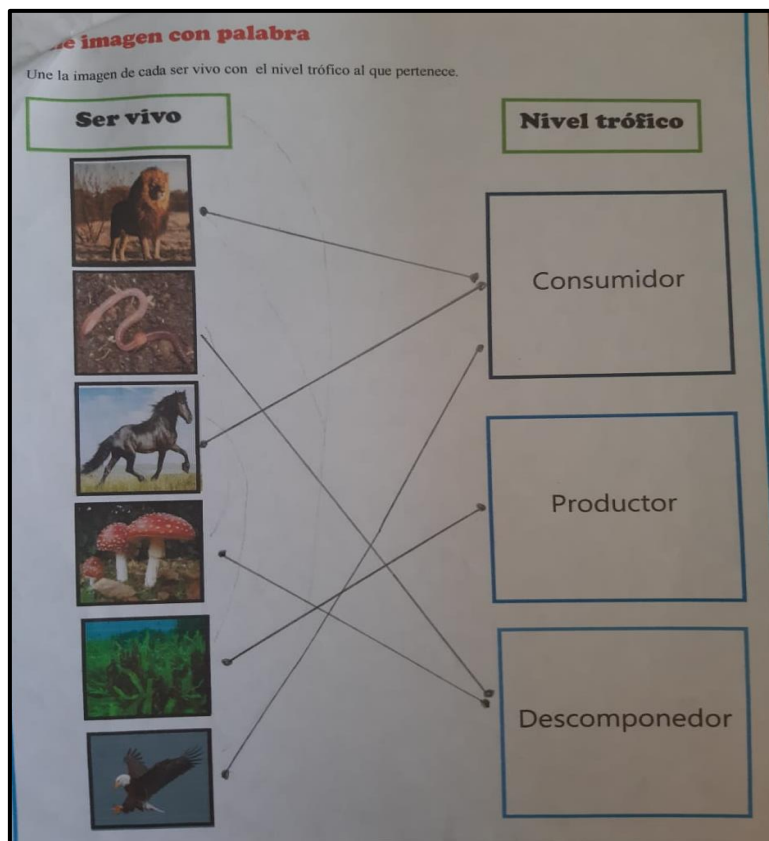 imagen con palabra
Une la imagen de cada ser vivo con el nivel trófico al que pertenece.
Ser vivo
Nivel trófico
Consumidor
Productor
Descomponedor